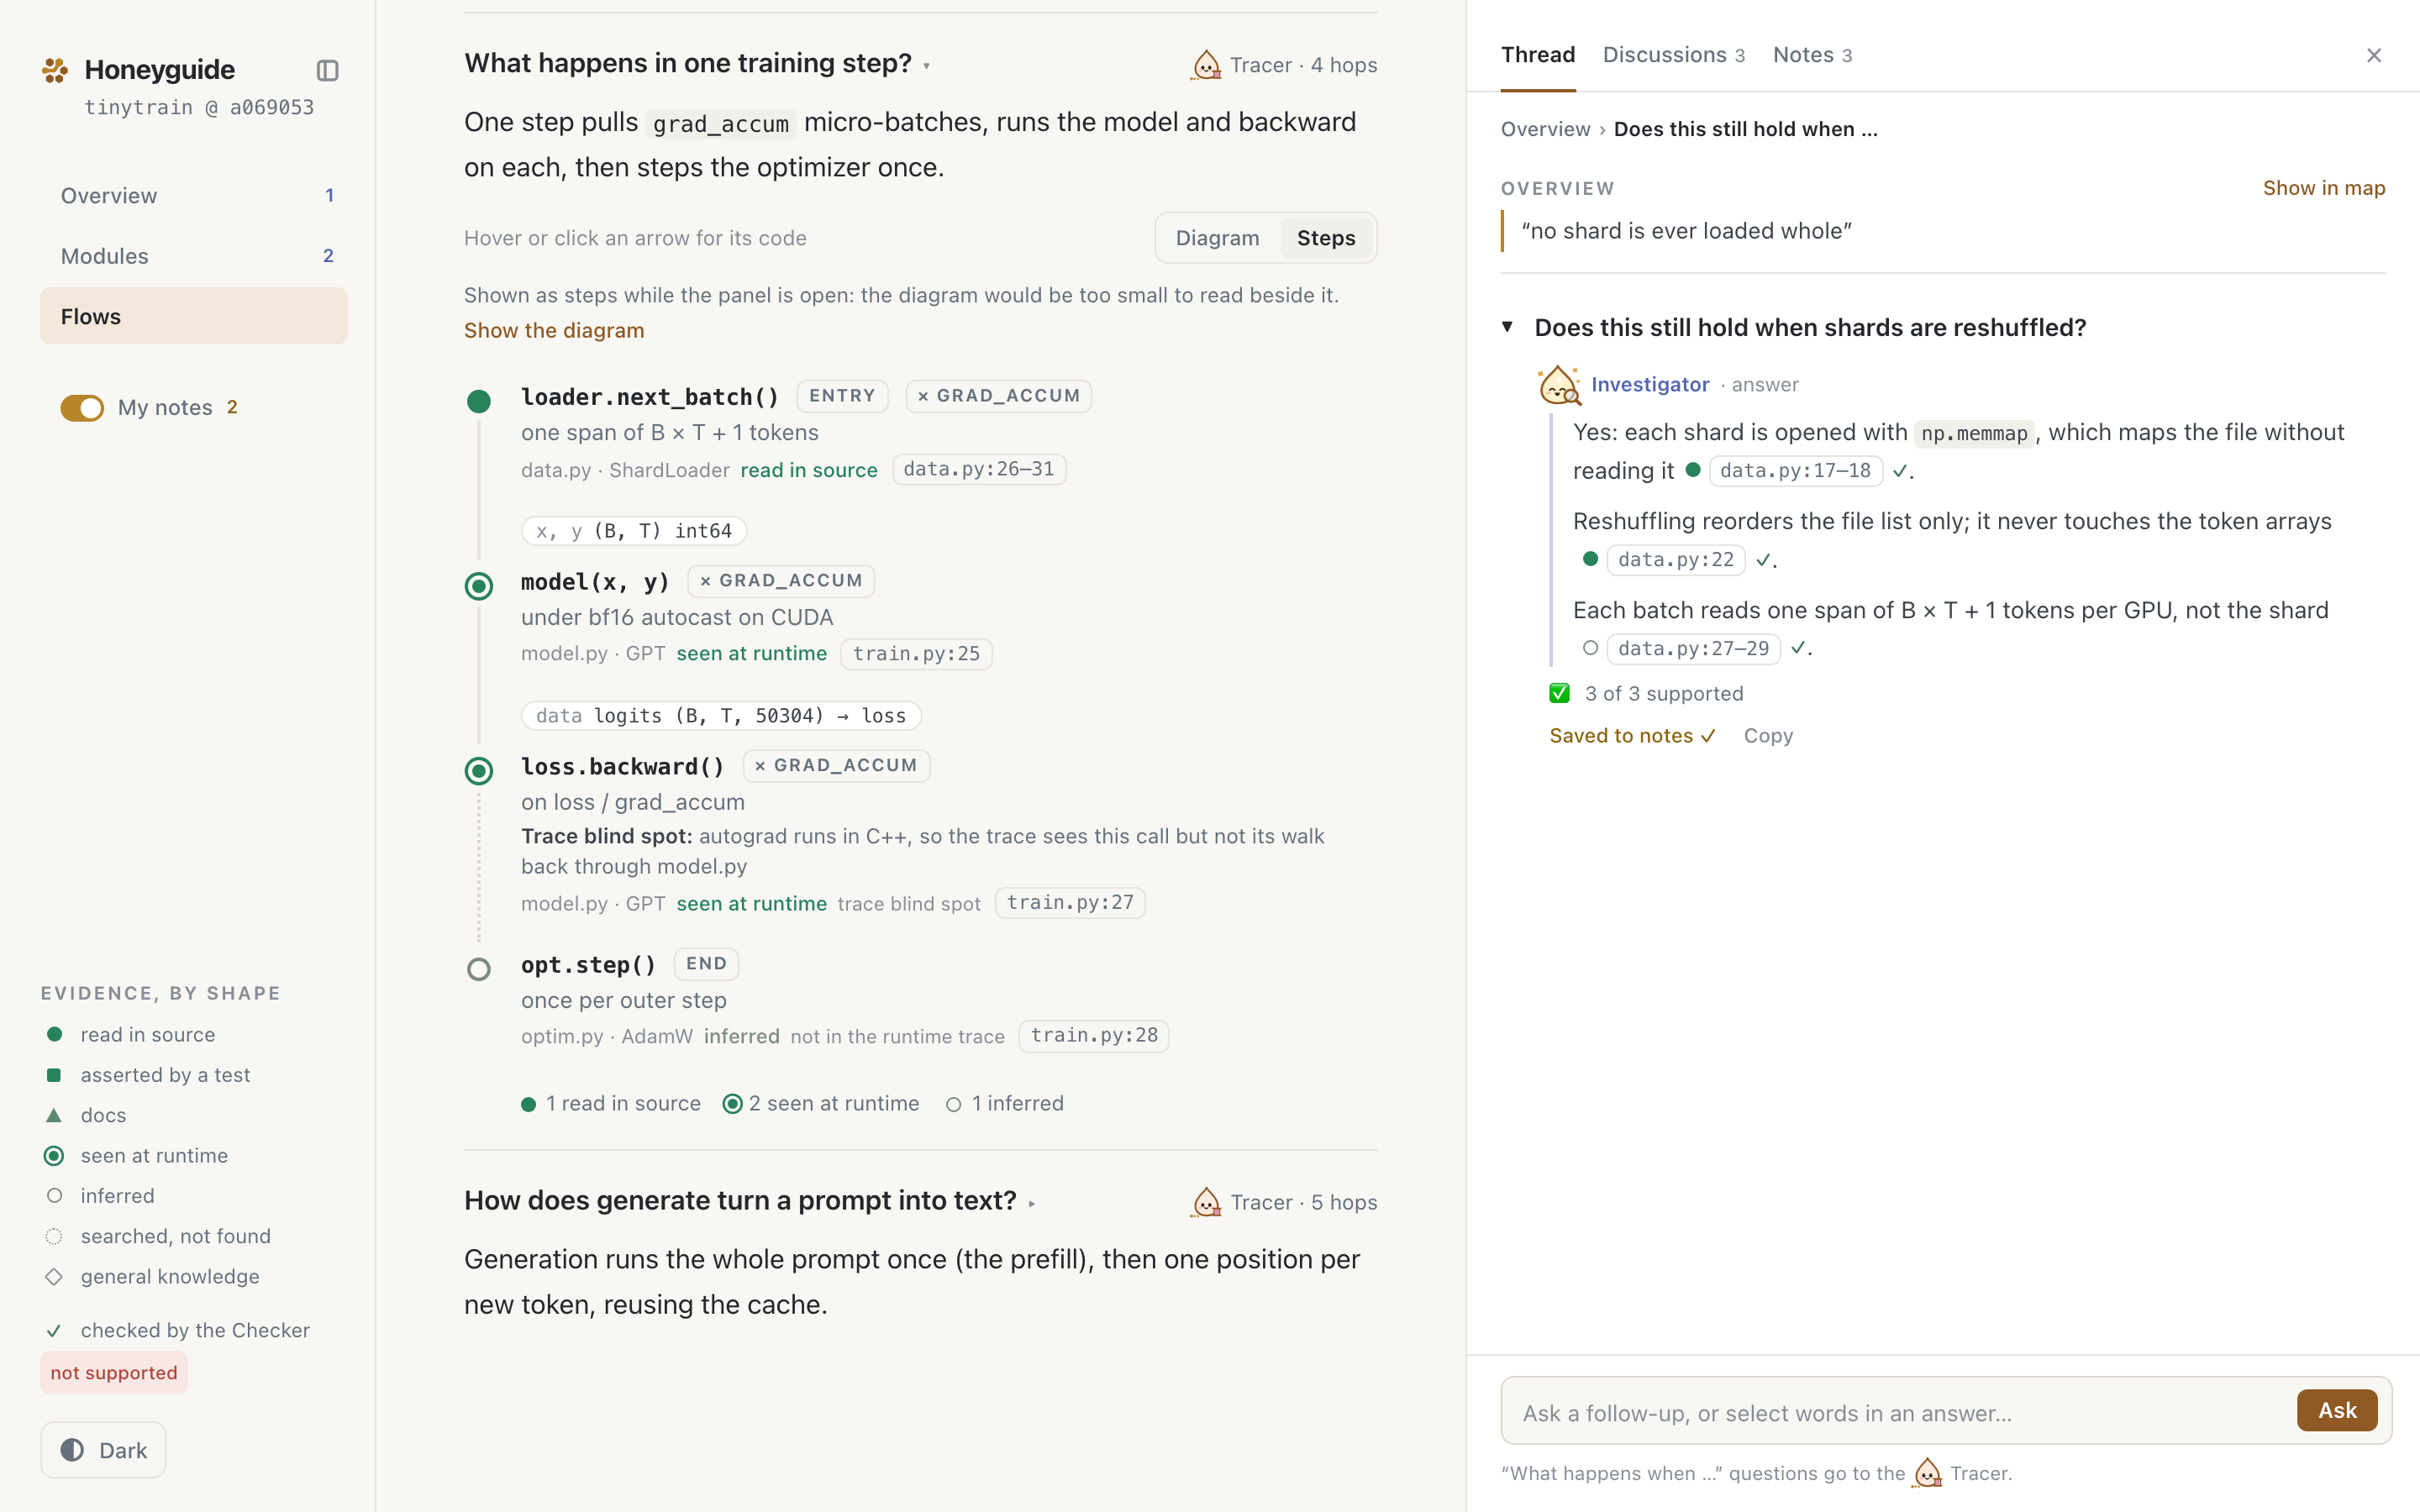 Honeyguide
tinytrain @ a069053
Overview 1
Modules 2
Flows
My notes 2
EVIDENCE, BY SHAPE
read in source
asserted by a test
docs
seen at runtime
inferred
searched, not found
general knowledge
✓ checked by the Checker
not supported
Dark
What happens in one training step? ▾
Tracer · 4 hops
One step pulls grad_accum micro-batches, runs the model and backward
on each, then steps the optimizer once.
Hover or click an arrow for its code
Diagram Steps
Shown as steps while the panel is open: the diagram would be too small to read beside it.
Show the diagram
loader.next_batch() ENTRY × GRAD_ACCUM
one span of B × T + 1 tokens
data.py · ShardLoader read in source data.py:26–31
x, y (B, T) int64
model(x, y) × GRAD_ACCUM
under bf16 autocast on CUDA
model.py · GPT seen at runtime train.py:25
data logits (B, T, 50304) → loss
loss.backward() × GRAD_ACCUM
on loss / grad_accum
Trace blind spot: autograd runs in C++, so the trace sees this call but not its walk
back through model.py
model.py · GPT seen at runtime trace blind spot train.py:27
opt.step() END
once per outer step
optim.py · AdamW inferred not in the runtime trace train.py:28
1 read in source 2 seen at runtime 1 inferred
How does generate turn a prompt into text? ▸
Tracer · 5 hops
Generation runs the whole prompt once (the prefill), then one position per
new token, reusing the cache.
Thread Discussions 3 Notes 3 ×
Overview › Does this still hold when ...
OVERVIEW Show in map
“no shard is ever loaded whole”
▼ Does this still hold when shards are reshuffled?
Investigator · answer
Yes: each shard is opened with np.memmap, which maps the file without
reading it data.py:17–18 ✓.
Reshuffling reorders the file list only; it never touches the token arrays
data.py:22 ✓.
Each batch reads one span of B × T + 1 tokens per GPU, not the shard
data.py:27–29 ✓.
✅ 3 of 3 supported
Saved to notes ✓ Copy
Ask a follow-up, or select words in an answer...
Ask
“What happens when ...” questions go to the Tracer.